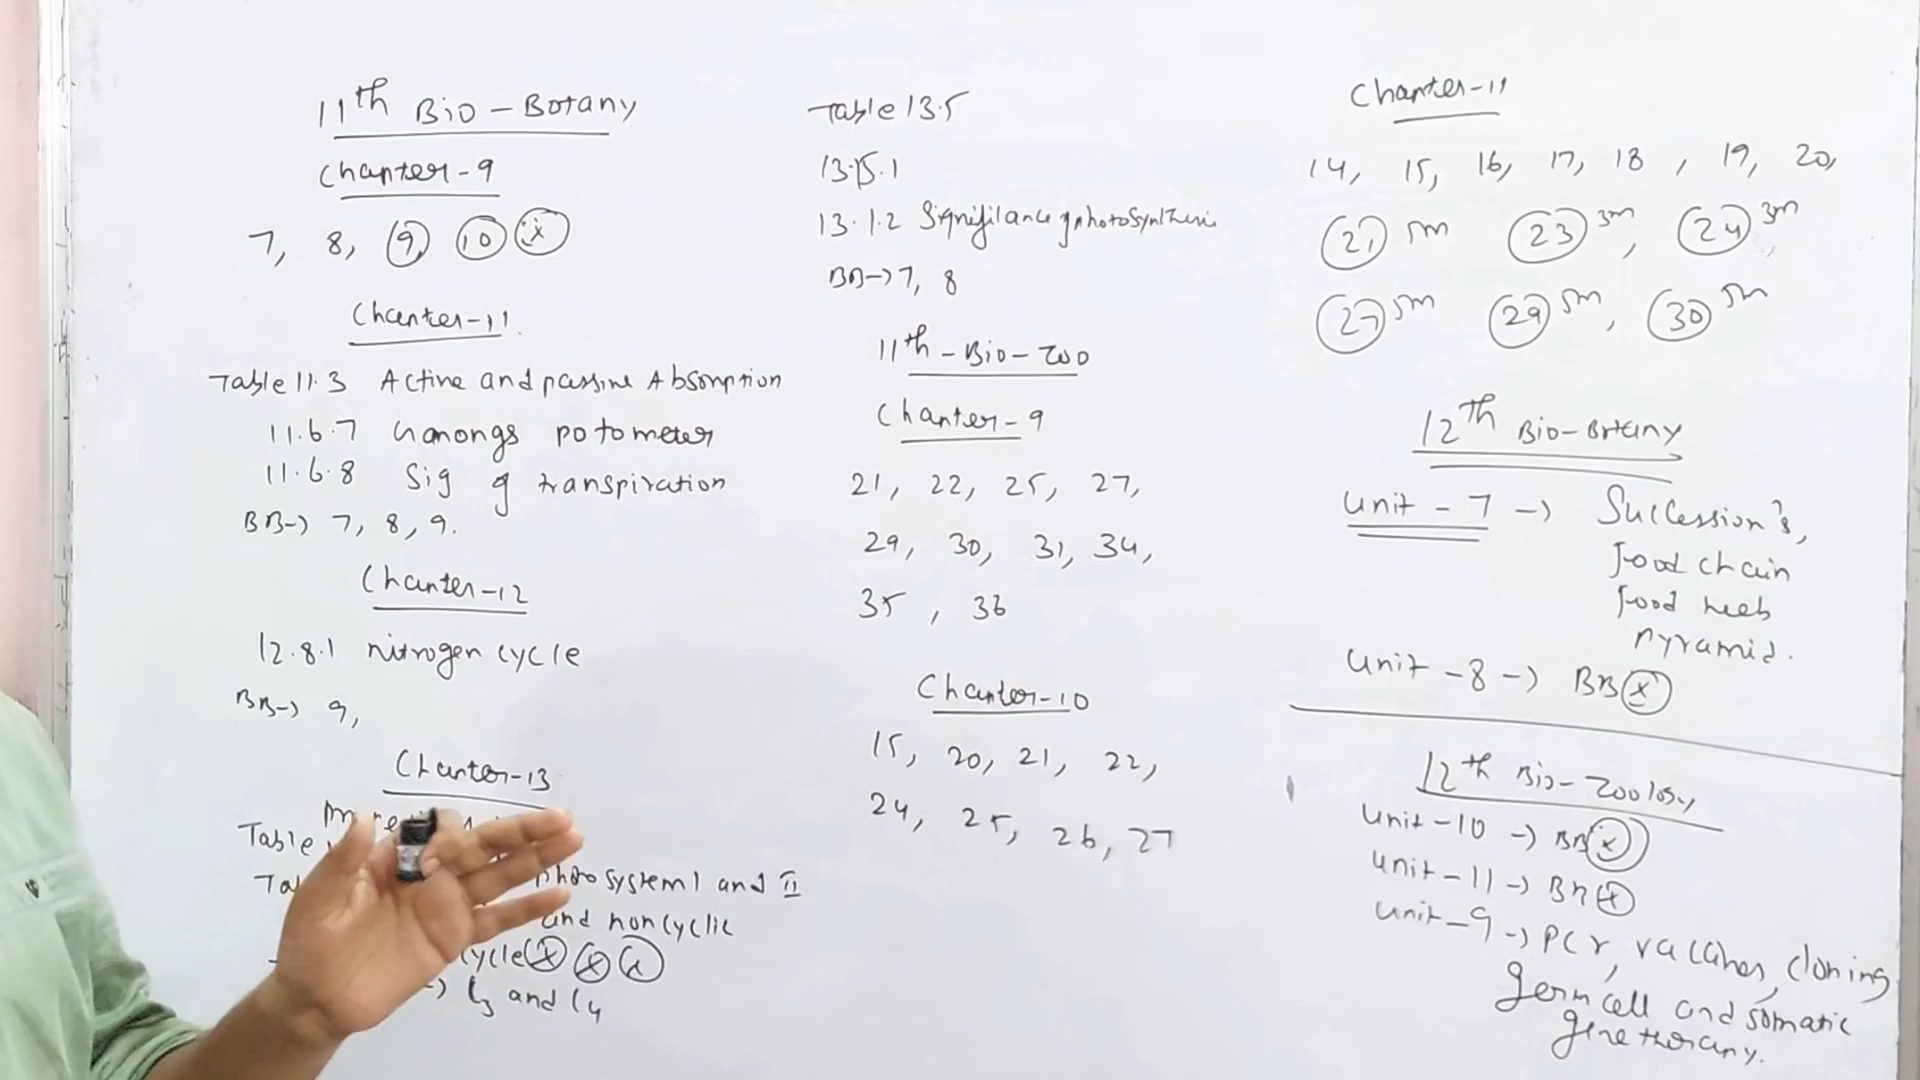 11th Bio - Botany
Chapter - 9
7, 8, 9 10 x
Chapter - 11
Table 11.3 Active and passive Absorption
11.6.7 Ganongs potometer
11.6.8 Sig of transpiration
BB-> 7, 8, 9.
Chapter - 12
12.8.1 nitrogen cycle
BB-> 9,
Chapter - 13
Table
photosystem I and II
and noncyclic
cycle x x x
C3 and C4
Table 13.5
13.15.1
13.1.2 Significance of photosynthesis
BB-> 7, 8
11th - Bio - Zoo
Chapter - 9
21, 22, 25, 27,
29, 30, 31, 34,
35, 36
Chapter - 10
15, 20, 21, 22,
24, 25, 26, 27
Chapter - 11
14, 15, 16, 17, 18, 19, 20,
21 5m 23 3m, 24 3m
27 5m 29 5m, 30 5m
12th Bio - Botany
unit - 7 -> Succession's,
food chain
food web
pyramid.
unit - 8 -> BB x
12th Bio - Zoology
unit - 10 -> BB x
unit - 11 -> BB x
unit - 9 -> PCR, vaccines, cloning
Germ cell and somatic
gene therapy.